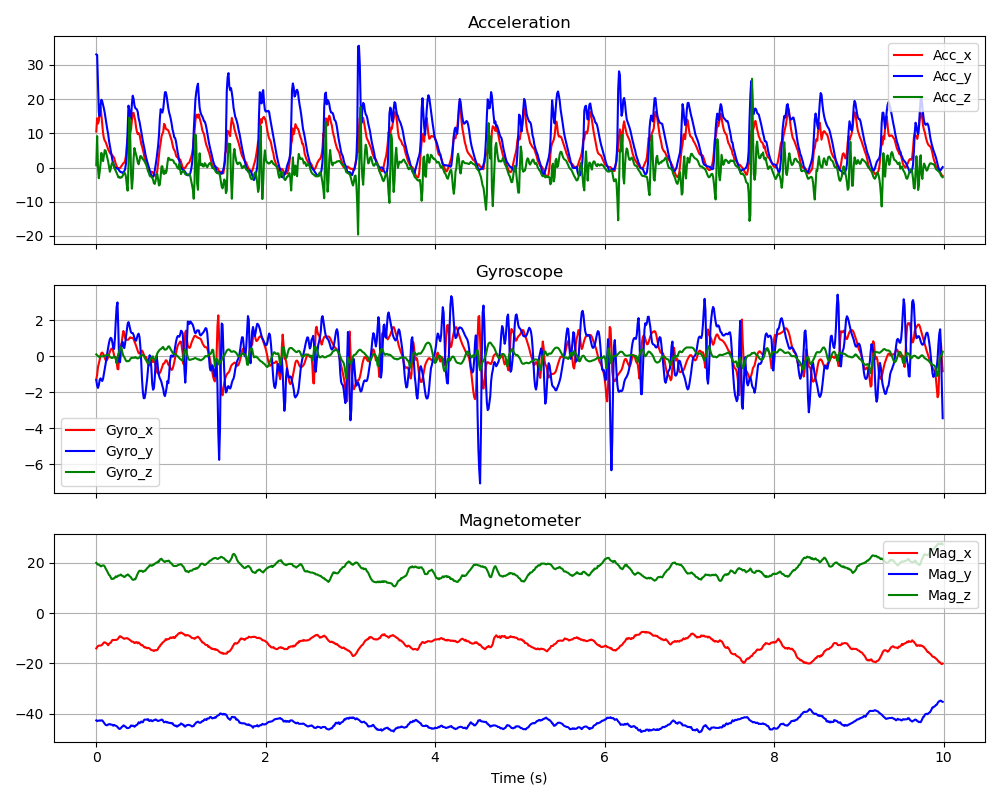 Acceleration
30
20
10
0
−10
−20
Acc_x
Acc_y
Acc_z
Gyroscope
2
0
−2
−4
−6
Gyro_x
Gyro_y
Gyro_z
Magnetometer
20
0
−20
−40
Mag_x
Mag_y
Mag_z
0 2 4 6 8 10
Time (s)